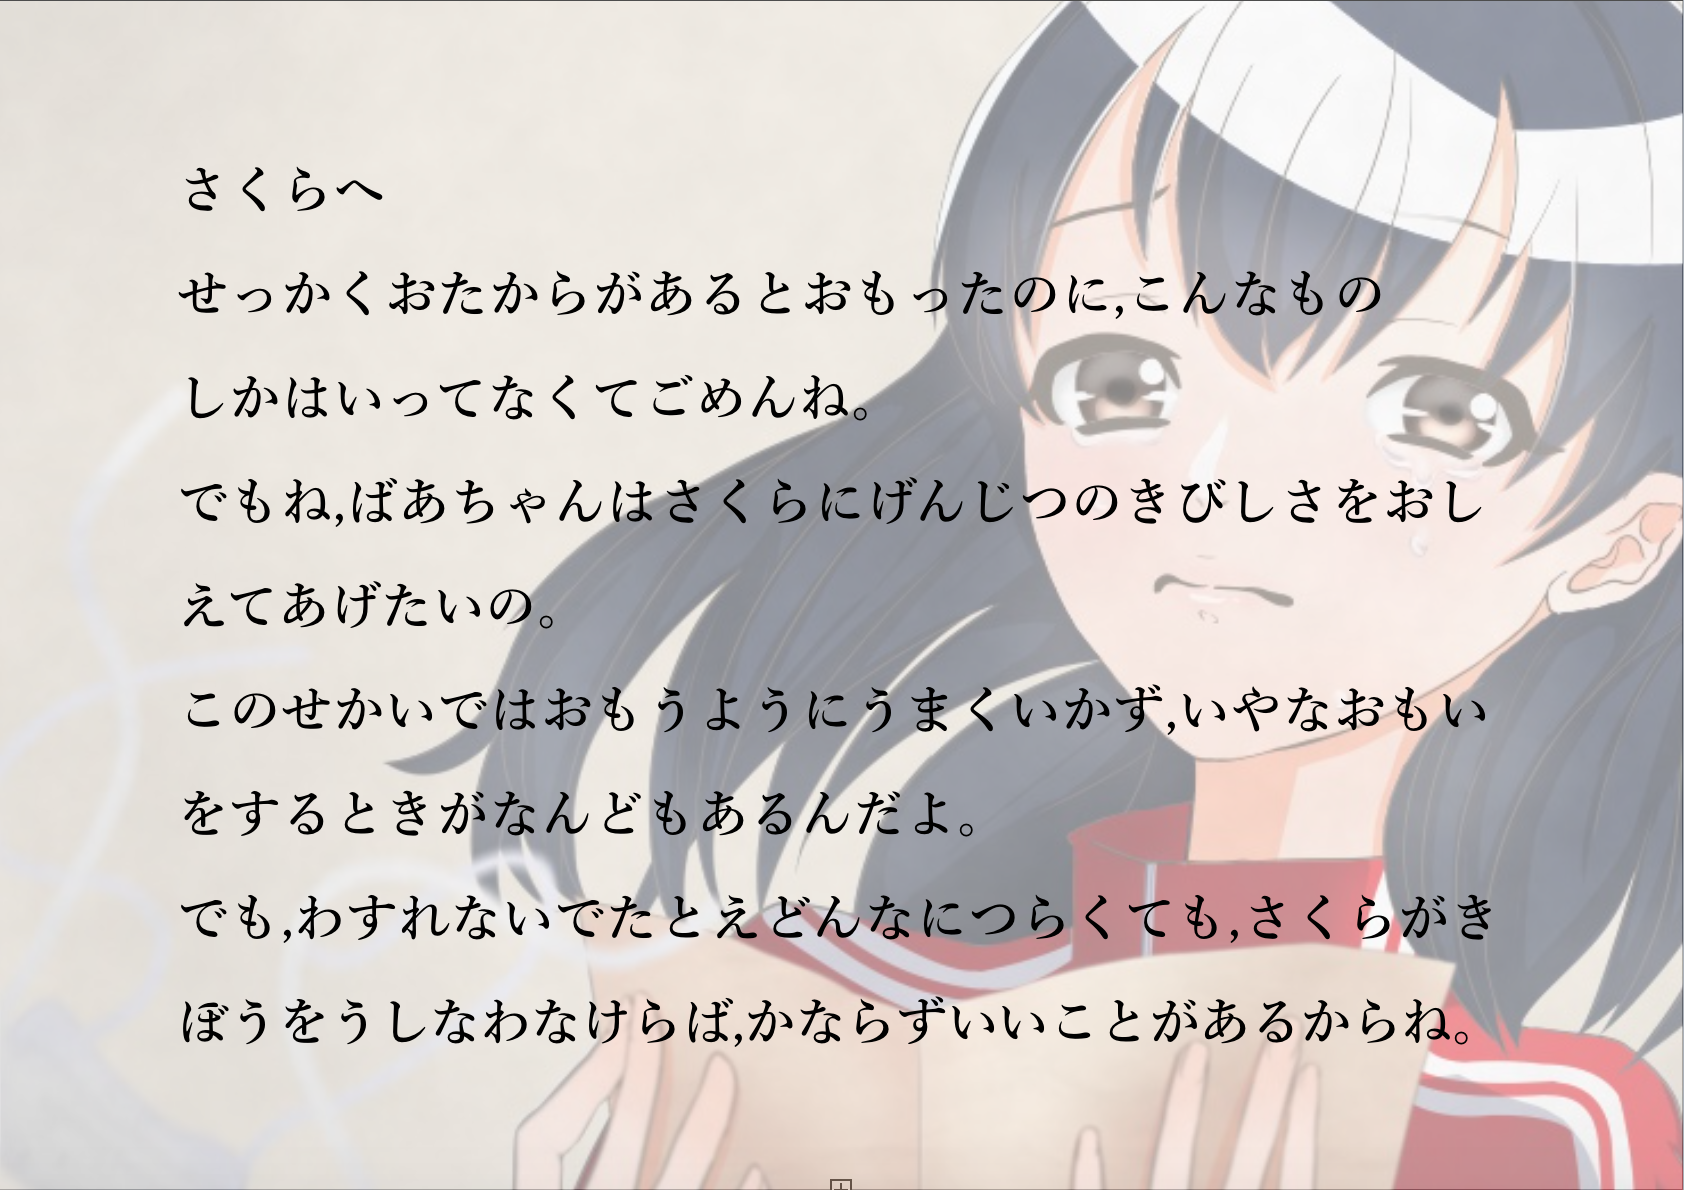 さくらへ
せっかくおたからがあるとおもったのに,こんなもの
しかはいってなくてごめんね。
でもね,ばあちゃんはさくらにげんじつのきびしさをおし
えてあげたいの。
このせかいではおもうようにうまくいかず,いやなおもい
をするときがなんどもあるんだよ。
でも,わすれないでたとえどんなにつらくても,さくらがき
ぼうをうしなわなけらば,かならずいいことがあるからね。